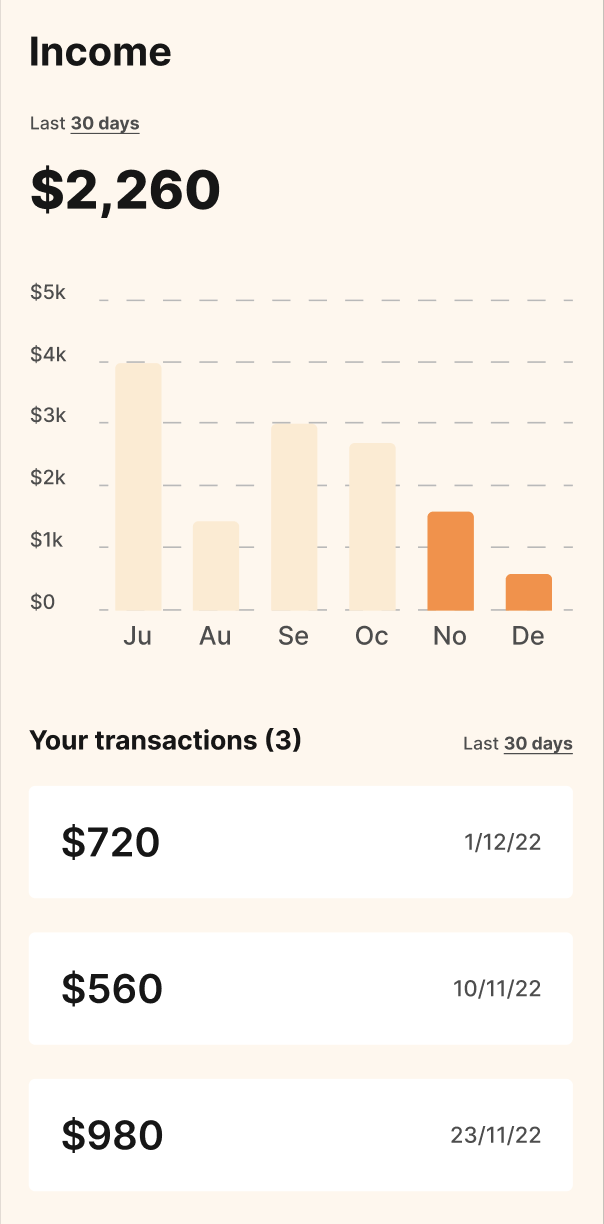 Income
Last 30 days
$2,260
$5k
$4k
$3k
$2k
$1k
$0
Ju Au Se Oc No De
Your transactions (3) Last 30 days
$720 1/12/22
$560 10/11/22
$980 23/11/22